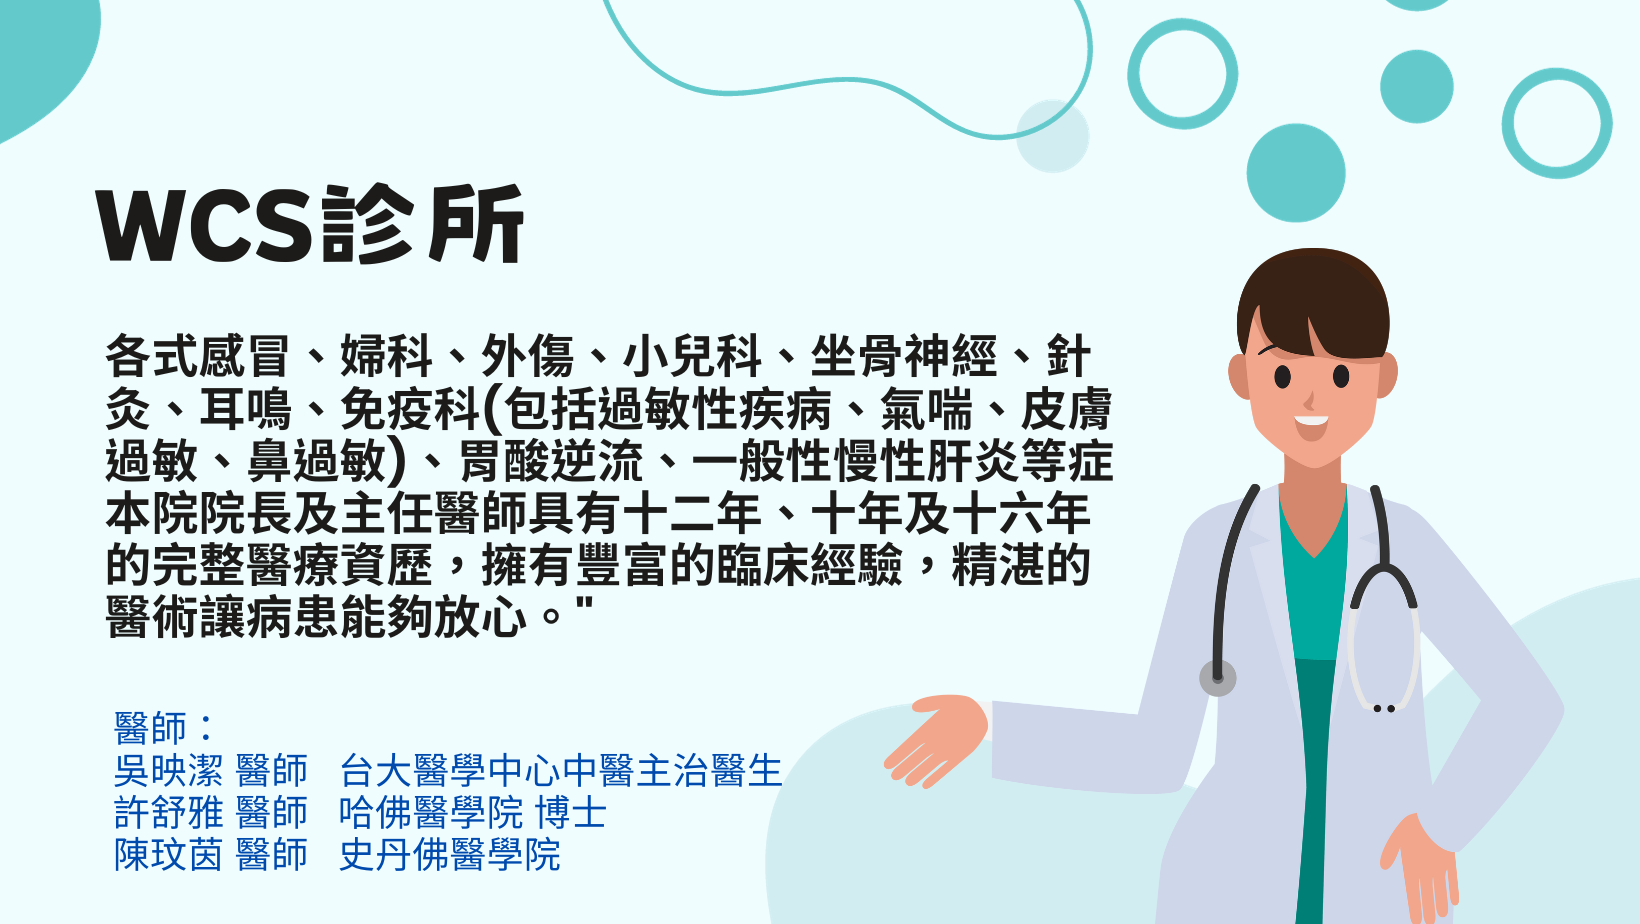 WCS診所
各式感冒、婦科、外傷、小兒科、坐骨神經、針
灸、耳鳴、免疫科(包括過敏性疾病、氣喘、皮膚
過敏、鼻過敏)、胃酸逆流、一般性慢性肝炎等症
本院院長及主任醫師具有十二年、十年及十六年
的完整醫療資歷，擁有豐富的臨床經驗，精湛的
醫術讓病患能夠放心。"
醫師：
吳映潔 醫師 台大醫學中心中醫主治醫生
許舒雅 醫師 哈佛醫學院 博士
陳玟茵 醫師 史丹佛醫學院